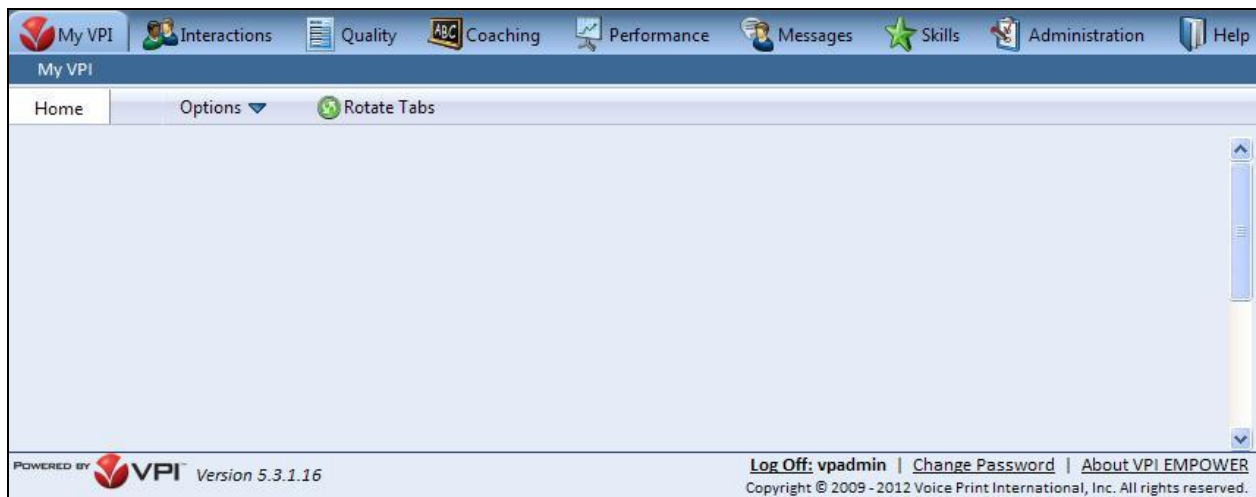 My VPI Interactions Quality ABC Coaching Performance Messages Skills Administration Help
My VPI
Home Options Rotate Tabs
POWERED BY VPI™ Version 5.3.1.16
Log Off: vpadmin | Change Password | About VPI EMPOWER
Copyright © 2009 - 2012 Voice Print International, Inc. All rights reserved.